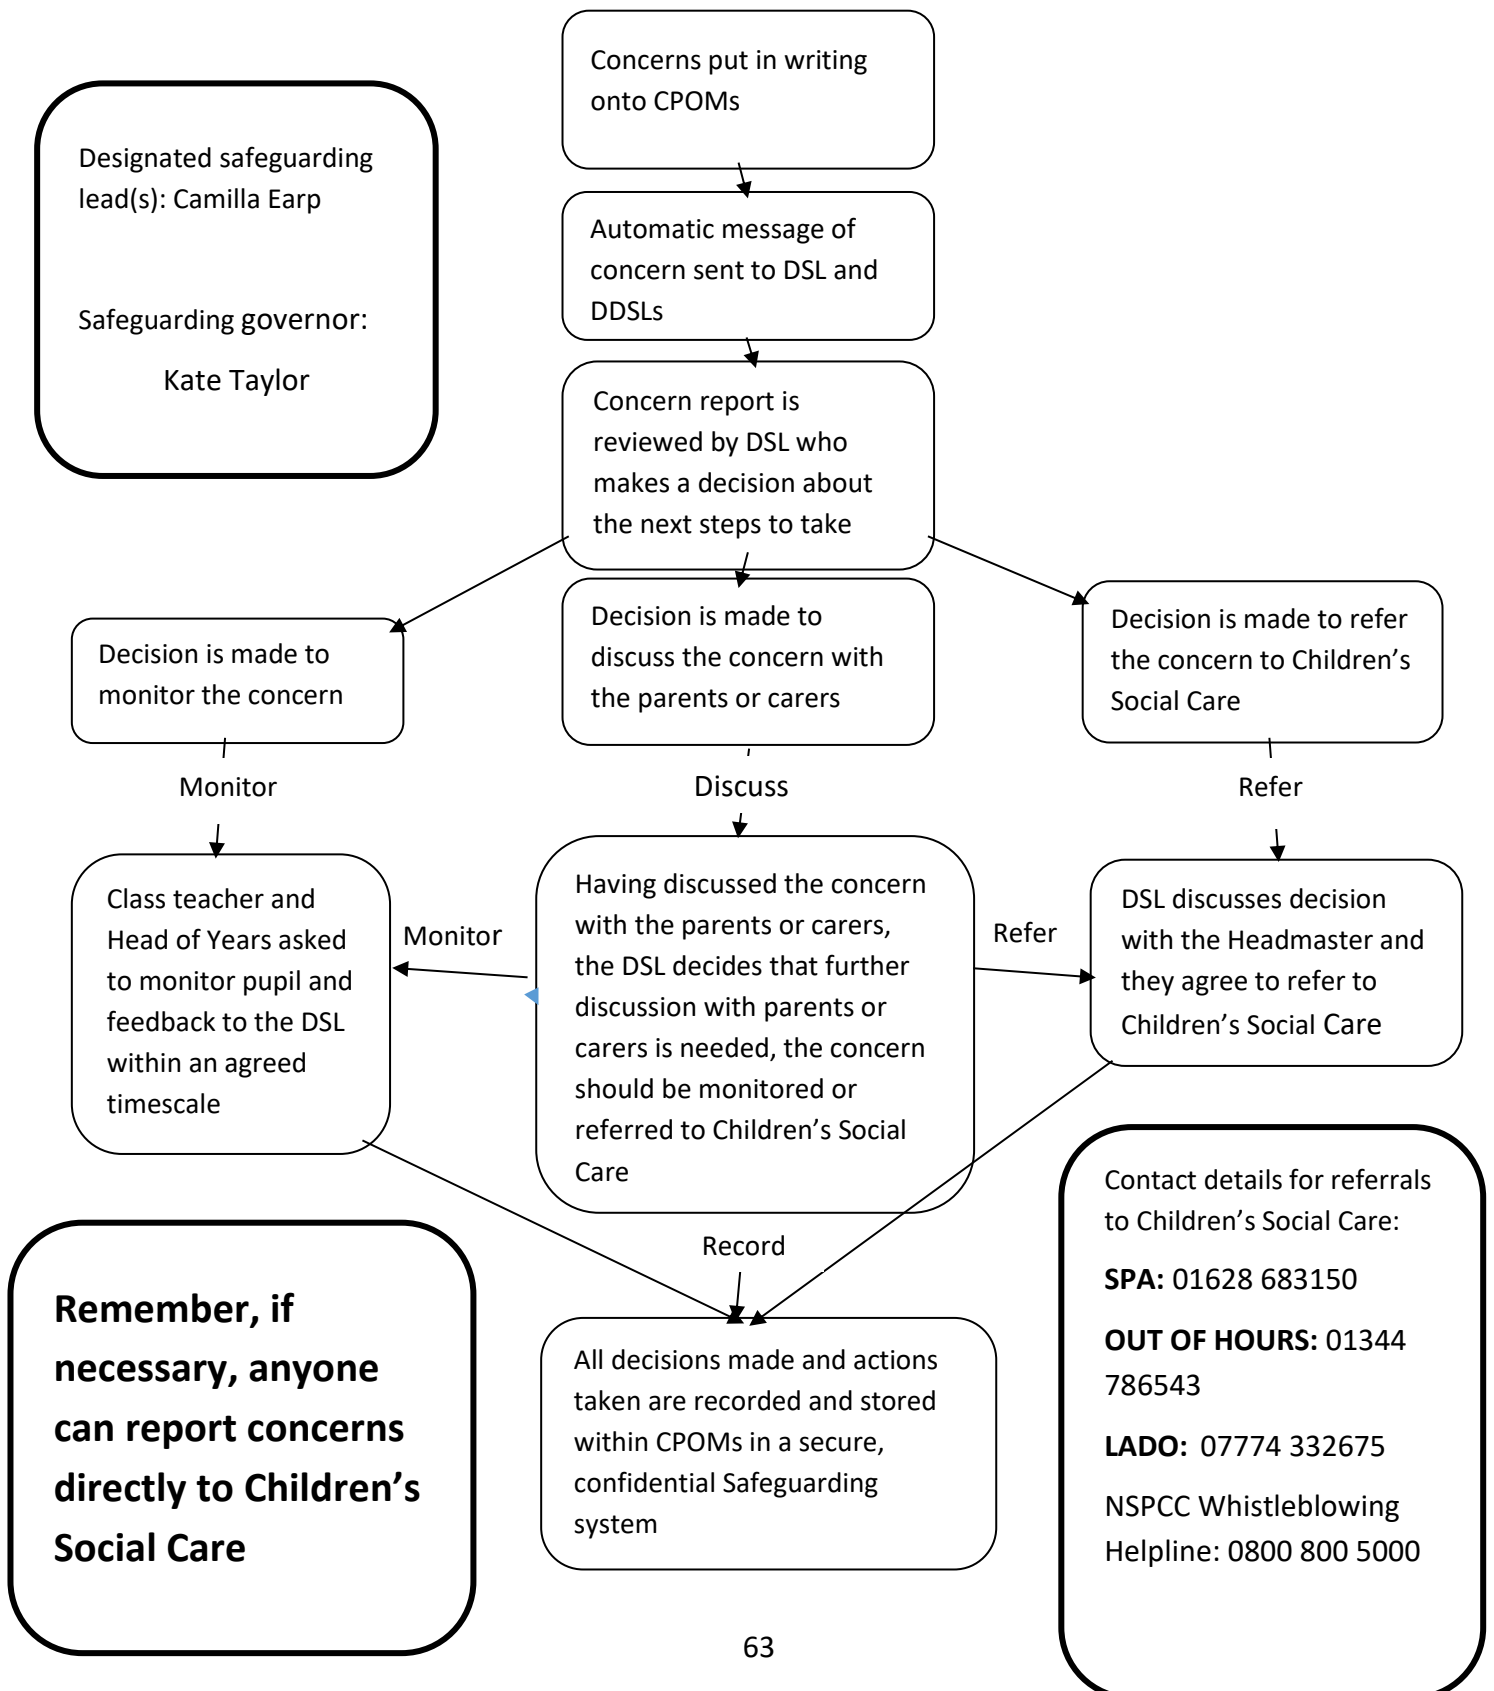 Concerns put in writing
onto CPOMs
Designated safeguarding
lead(s): Camilla Earp
Safeguarding governor:
Kate Taylor
Automatic message of
concern sent to DSL and
DDSLs
Concern report is
reviewed by DSL who
makes a decision about
the next steps to take
Decision is made to
monitor the concern
Decision is made to
discuss the concern with
the parents or carers
Decision is made to refer
the concern to Children’s
Social Care
Monitor
Discuss
Refer
Class teacher and
Head of Years asked
to monitor pupil and
feedback to the DSL
within an agreed
timescale
Monitor
Having discussed the concern
with the parents or carers,
the DSL decides that further
discussion with parents or
carers is needed, the concern
should be monitored or
referred to Children’s Social
Care
Refer
DSL discusses decision
with the Headmaster and
they agree to refer to
Children’s Social Care
Record
Remember, if
necessary, anyone
can report concerns
directly to Children’s
Social Care
All decisions made and actions
taken are recorded and stored
within CPOMs in a secure,
confidential Safeguarding
system
Contact details for referrals
to Children’s Social Care:
SPA: 01628 683150
OUT OF HOURS: 01344
786543
LADO: 07774 332675
NSPCC Whistleblowing
Helpline: 0800 800 5000
63